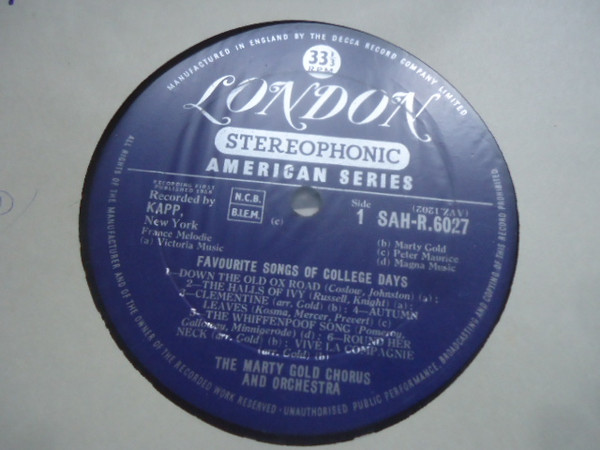 MANUFACTURED IN ENGLAND BY THE DECCA RECORD COMPANY LIMITED
33⅓
LONDON
STEREOPHONIC
AMERICAN SERIES
RECORDING FIRST
PUBLISHED
Recorded by
KAPP,
New York
France Melodie
(a) Victoria Music
N.C.B.
B.I.E.M.
(c)
Side
1
(AVZ.1202)
SAH-R.6027
(b) Marty Gold
(c) Peter Maurice
(d) Magna Music
FAVOURITE SONGS OF COLLEGE DAYS
1—DOWN THE OLD OX ROAD (Coslow, Johnston) (a) :
2—THE HALLS OF IVY (Russell, Knight) (a) :
3—CLEMENTINE (arr. Gold) (b) : 4—AUTUMN
LEAVES (Kosma, Mercer, Prevert) (c)
5—THE WHIFFENPOOF SONG (Pomeroy,
Galloway, Minnigerode) (d) : 6—ROUND HER
NECK (arr. Gold) (b) : VIVE LA COMPAGNIE
(arr. Gold) (b)
THE MARTY GOLD CHORUS
AND ORCHESTRA
ALL RIGHTS OF THE MANUFACTURER AND OF THE OWNER OF THE RECORDED WORK RESERVED · UNAUTHORISED PUBLIC PERFORMANCE, BROADCASTING AND COPYING OF THIS RECORD PROHIBITED